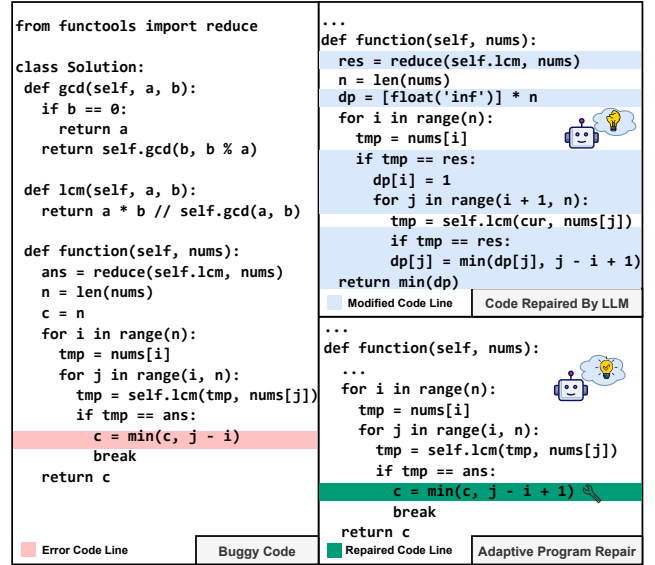 from functools import reduce
class Solution:
 def gcd(self, a, b):
   if b == 0:
     return a
   return self.gcd(b, b % a)
 def lcm(self, a, b):
   return a * b // self.gcd(a, b)
 def function(self, nums):
   ans = reduce(self.lcm, nums)
   n = len(nums)
   c = n
   for i in range(n):
     tmp = nums[i]
     for j in range(i, n):
       tmp = self.lcm(tmp, nums[j])
       if tmp == ans:
         c = min(c, j - i)
         break
   return c
Error Code Line
Buggy Code
...
def function(self, nums):
  res = reduce(self.lcm, nums)
  n = len(nums)
  dp = [float('inf')] * n
  for i in range(n):
    tmp = nums[i]
    if tmp == res:
      dp[i] = 1
      for j in range(i + 1, n):
        tmp = self.lcm(cur, nums[j])
        if tmp == res:
        dp[j] = min(dp[j], j - i + 1)
  return min(dp)
Modified Code Line
Code Repaired By LLM
...
def function(self, nums):
  ...
  for i in range(n):
    tmp = nums[i]
    for j in range(i, n):
      tmp = self.lcm(tmp, nums[j])
      if tmp == ans:
        c = min(c, j - i + 1)
        break
  return c
Repaired Code Line
Adaptive Program Repair